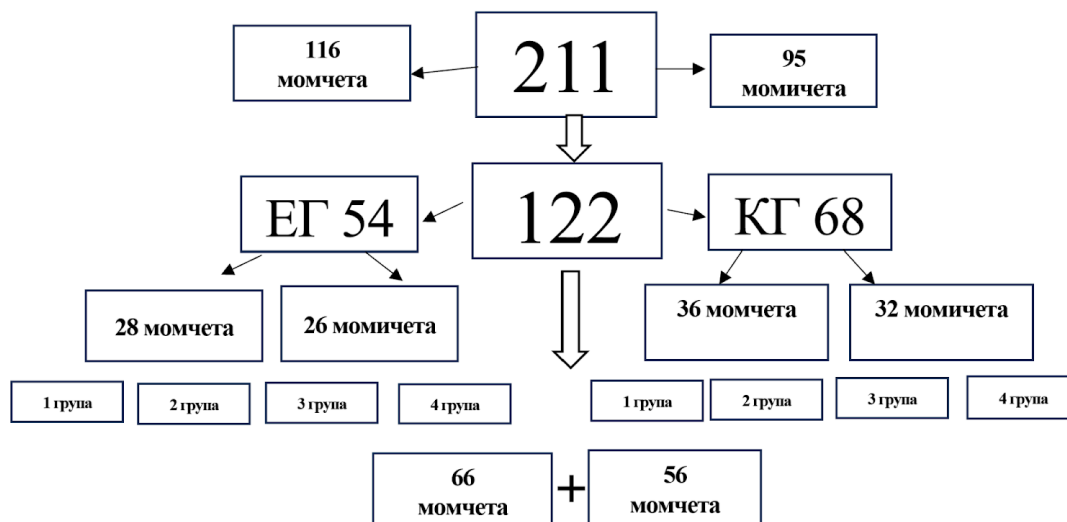 116
момчета
211
95
момичета
ЕГ 54
122
КГ 68
28 момчета
26 момичета
36 момчета
32 момичета
1 група
2 група
3 група
4 група
1 група
2 група
3 група
4 група
66
момчета
+
56
момчета